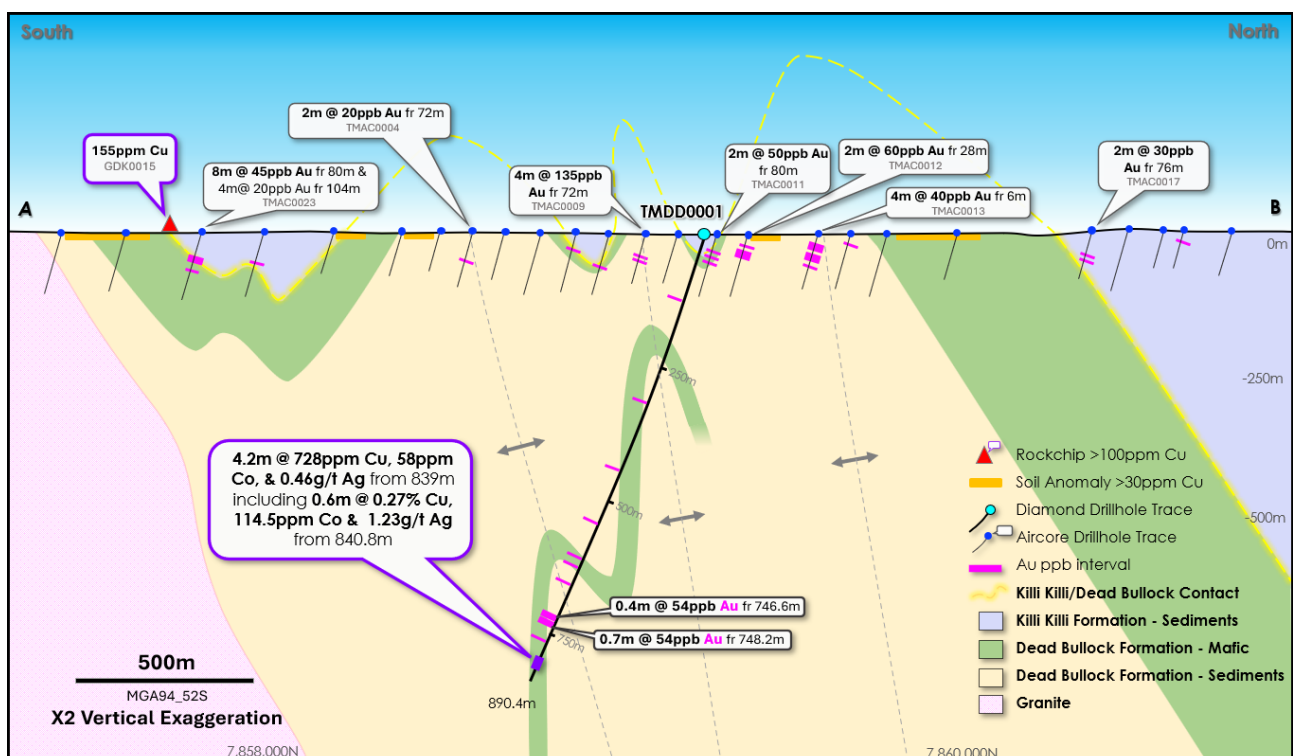 South
North
2m @ 20ppb Au fr 72m
TMAC0004
155ppm Cu
GDK0015
8m @ 45ppb Au fr 80m &
4m@ 20ppb Au fr 104m
TMAC0023
4m @ 135ppb
Au fr 72m
TMAC0009
2m @ 50ppb Au
fr 80m
TMAC0011
2m @ 60ppb Au fr 28m
TMAC0012
4m @ 40ppb Au fr 6m
TMAC0013
2m @ 30ppb
Au fr 76m
TMAC0017
A
TMDD0001
B
0m
250m
-250m
4.2m @ 728ppm Cu, 58ppm
Co, & 0.46g/t Ag from 839m
including 0.6m @ 0.27% Cu,
114.5ppm Co & 1.23g/t Ag
from 840.8m
500m
-500m
Rockchip >100ppm Cu
Soil Anomaly >30ppm Cu
Diamond Drillhole Trace
Aircore Drillhole Trace
Au ppb interval
Killi Killi/Dead Bullock Contact
Killi Killi Formation - Sediments
Dead Bullock Formation - Mafic
Dead Bullock Formation - Sediments
Granite
0.4m @ 54ppb Au fr 746.6m
0.7m @ 54ppb Au fr 748.2m
750m
890.4m
500m
MGA94_52S
X2 Vertical Exaggeration
7,858,000N
7,860,000N